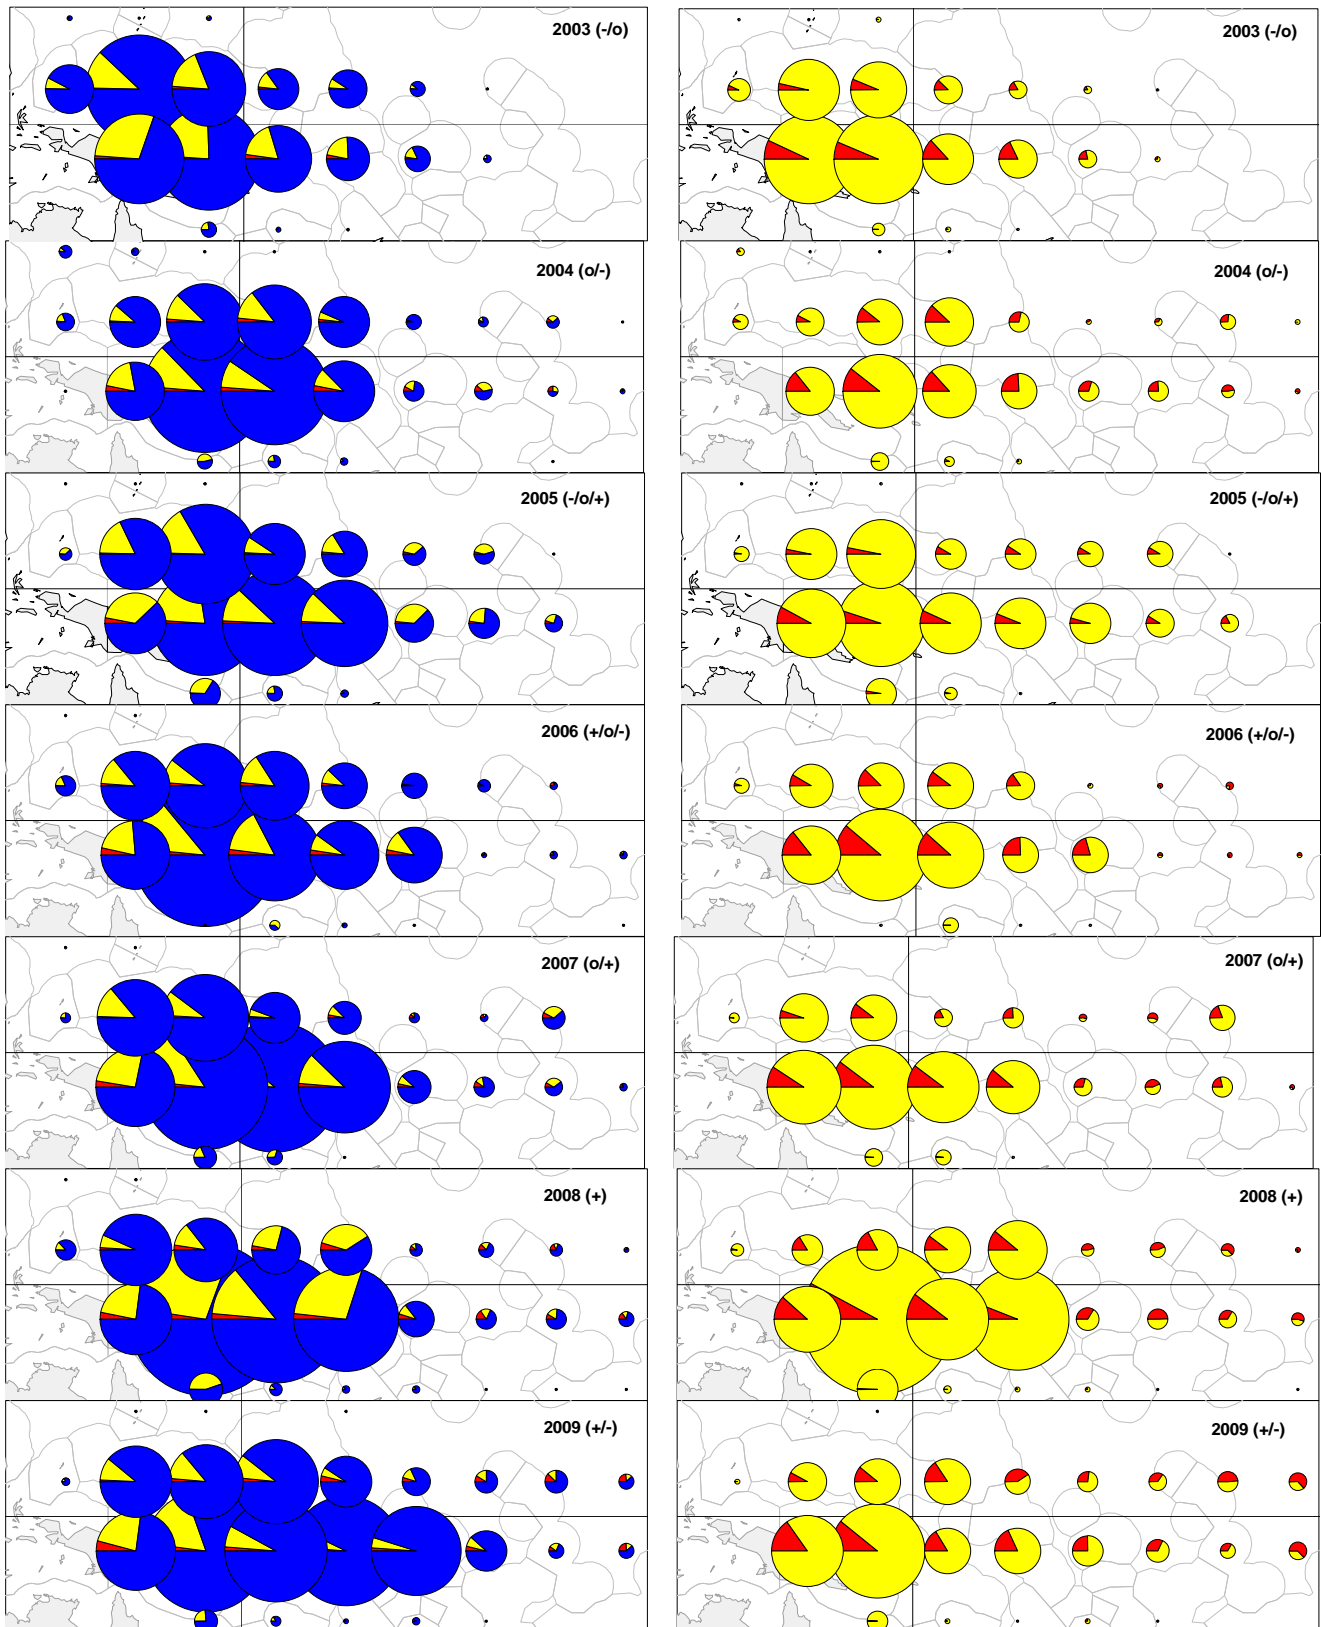 2003 (-/o)
2003 (-/o)
2004 (o/-)
2004 (o/-)
2005 (-/o/+)
2005 (-/o/+)
2006 (+/o/-)
2006 (+/o/-)
2007 (o/+)
2007 (o/+)
2008 (+)
2008 (+)
2009 (+/-)
2009 (+/-)